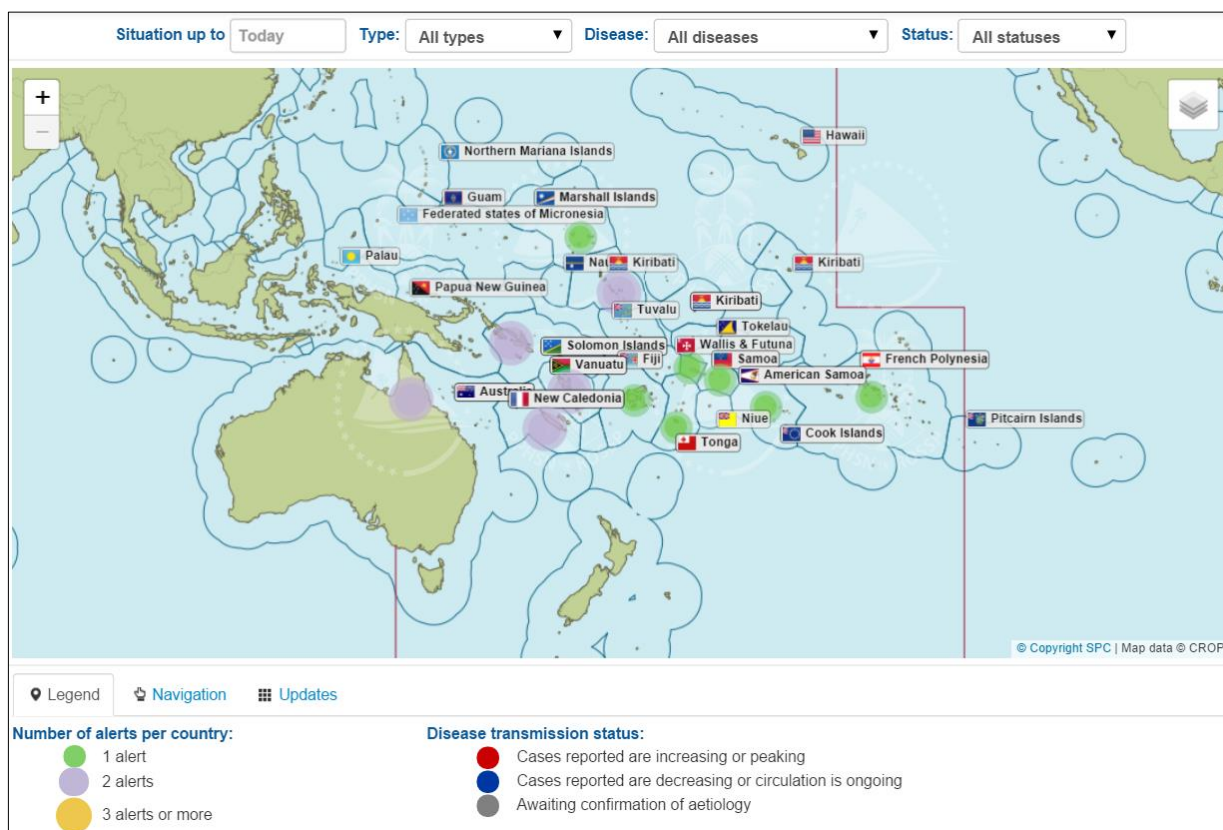 Situation up to Today Type: All types Disease: All diseases Status: All statuses
+
−
Hawaii
Northern Mariana Islands
Guam
Marshall Islands
Federated states of Micronesia
Palau
Nau
Kiribati
Kiribati
Papua New Guinea
Kiribati
Tuvalu
Tokelau
Solomon Islands
Wallis & Futuna
Fiji
Samoa
French Polynesia
Vanuatu
American Samoa
Austral
New Caledonia
Niue
Pitcairn Islands
Cook Islands
Tonga
© Copyright SPC | Map data © CROP
Legend Navigation Updates
Number of alerts per country: Disease transmission status:
1 alert Cases reported are increasing or peaking
2 alerts Cases reported are decreasing or circulation is ongoing
3 alerts or more Awaiting confirmation of aetiology